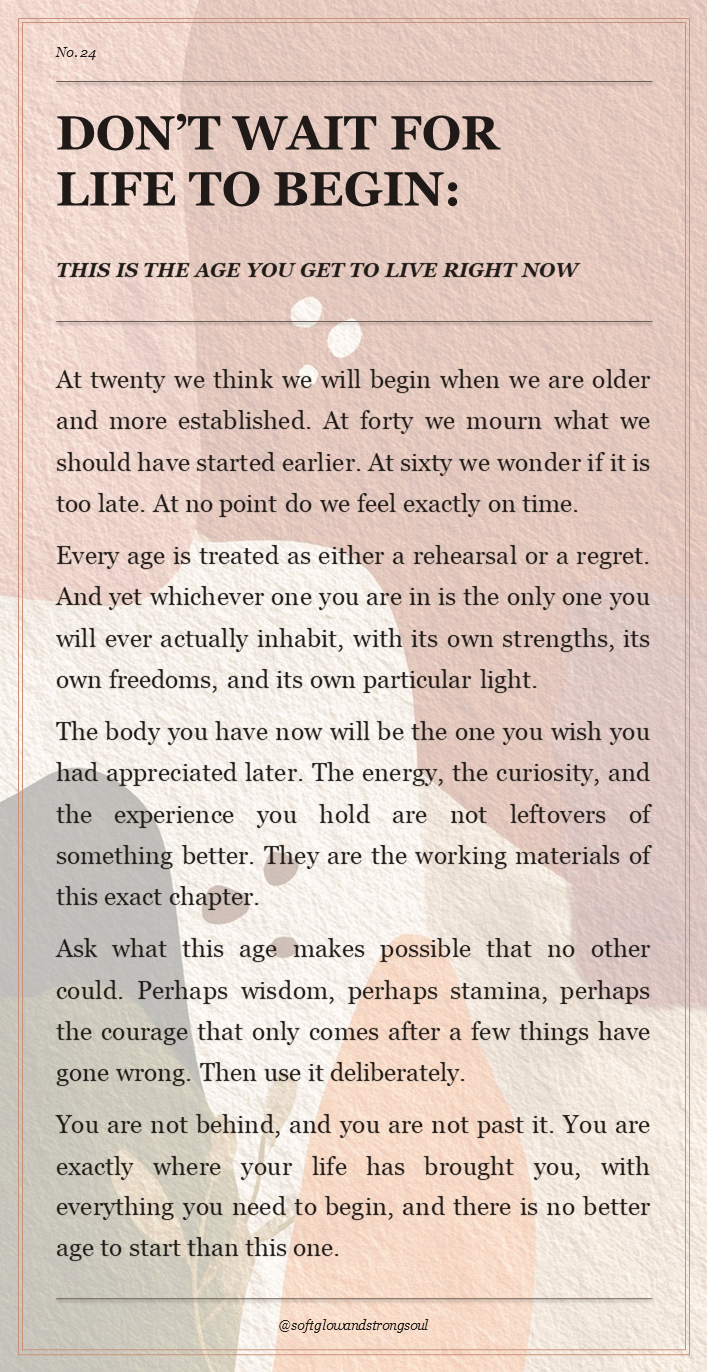 No. 24
DON’T WAIT FOR
LIFE TO BEGIN:
THIS IS THE AGE YOU GET TO LIVE RIGHT NOW
At twenty we think we will begin when we are older
and more established. At forty we mourn what we
should have started earlier. At sixty we wonder if it is
too late. At no point do we feel exactly on time.
Every age is treated as either a rehearsal or a regret.
And yet whichever one you are in is the only one you
will ever actually inhabit, with its own strengths, its
own freedoms, and its own particular light.
The body you have now will be the one you wish you
had appreciated later. The energy, the curiosity, and
the experience you hold are not leftovers of
something better. They are the working materials of
this exact chapter.
Ask what this age makes possible that no other
could. Perhaps wisdom, perhaps stamina, perhaps
the courage that only comes after a few things have
gone wrong. Then use it deliberately.
You are not behind, and you are not past it. You are
exactly where your life has brought you, with
everything you need to begin, and there is no better
age to start than this one.
@softglowandstrongsoul